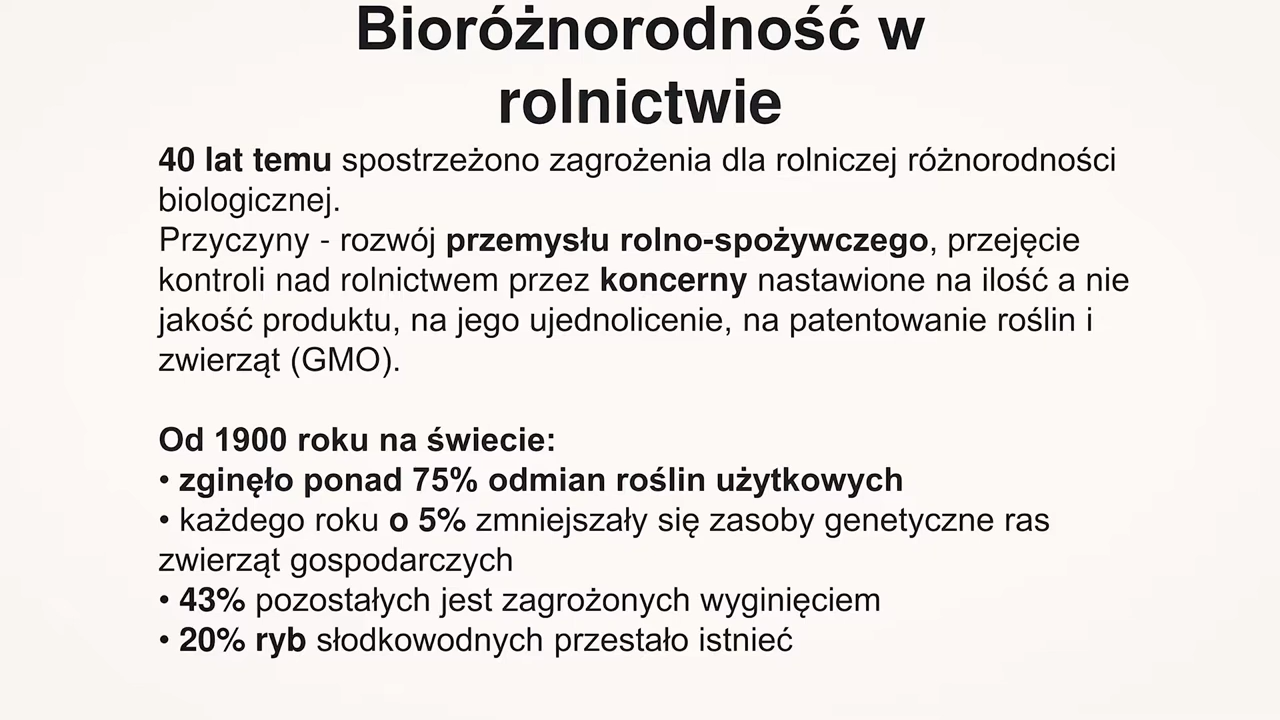 Bioróżnorodność w
rolnictwie
40 lat temu spostrzeżono zagrożenia dla rolniczej różnorodności
biologicznej.
Przyczyny - rozwój przemysłu rolno-spożywczego, przejęcie
kontroli nad rolnictwem przez koncerny nastawione na ilość a nie
jakość produktu, na jego ujednolicenie, na patentowanie roślin i
zwierząt (GMO).
Od 1900 roku na świecie:
• zginęło ponad 75% odmian roślin użytkowych
• każdego roku o 5% zmniejszały się zasoby genetyczne ras
zwierząt gospodarczych
• 43% pozostałych jest zagrożonych wyginięciem
• 20% ryb słodkowodnych przestało istnieć